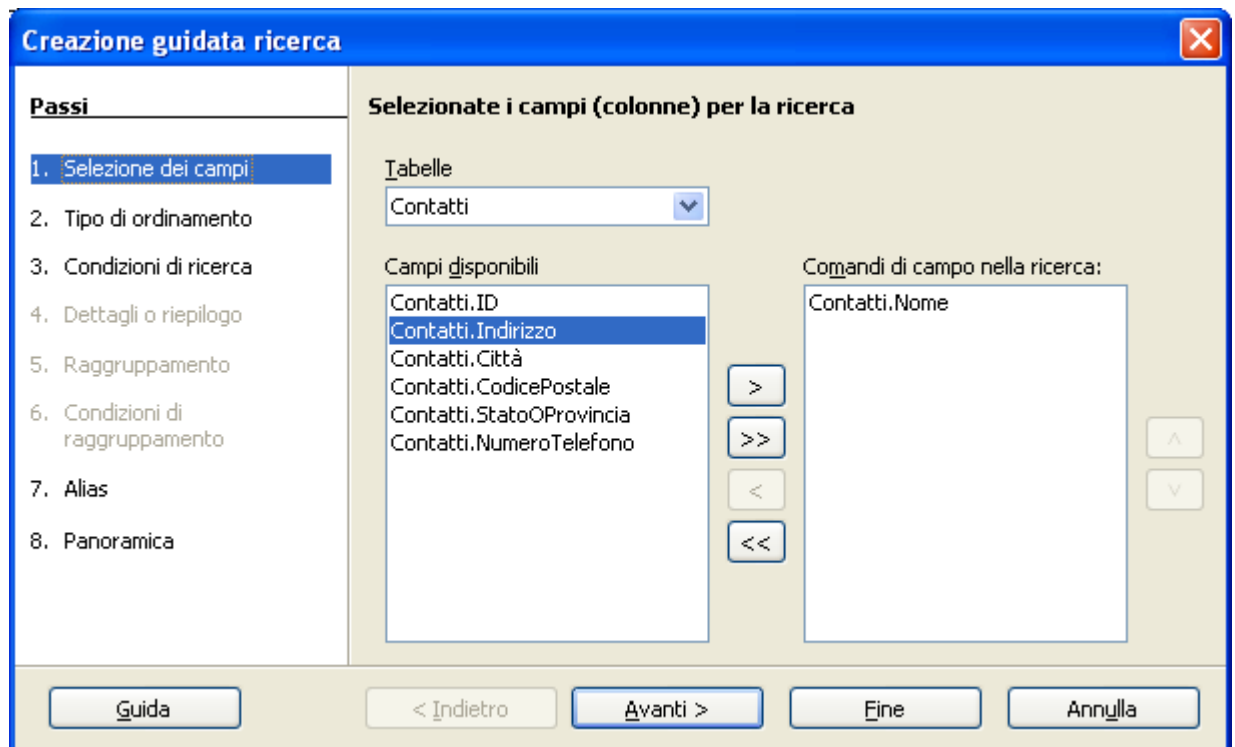 Creazione guidata ricerca
Passi
1. Selezione dei campi
2. Tipo di ordinamento
3. Condizioni di ricerca
4. Dettagli o riepilogo
5. Raggruppamento
6. Condizioni di
raggruppamento
7. Alias
8. Panoramica
Selezionate i campi (colonne) per la ricerca
Tabelle
Contatti
Campi disponibili
Contatti.ID
Contatti.Indirizzo
Contatti.Città
Contatti.CodicePostale
Contatti.StatoOProvincia
Contatti.NumeroTelefono
>
>>
<
<<
Comandi di campo nella ricerca:
Contatti.Nome
Guida
< Indietro
Avanti >
Fine
Annulla